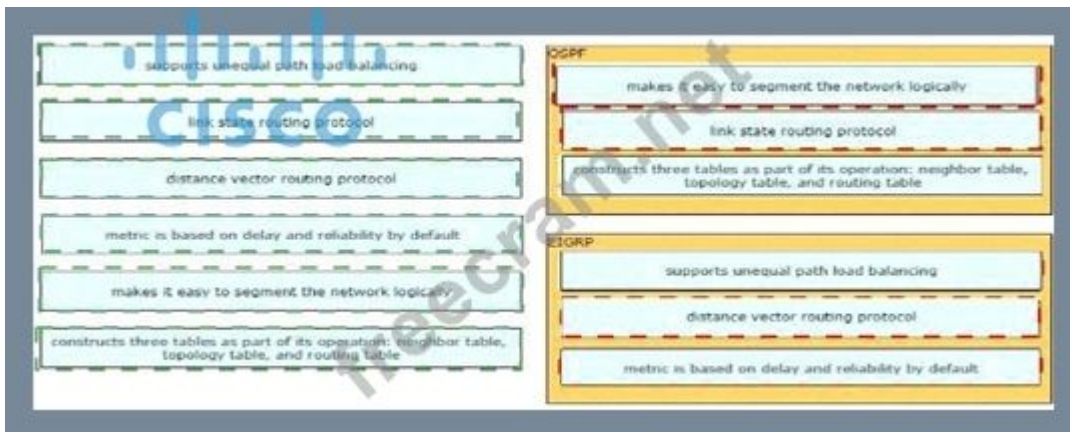 supports unequal path load balancing
CISCO
link state routing protocol
distance vector routing protocol
metric is based on delay and reliability by default
makes it easy to segment the network logically
constructs three tables as part of its operation: neighbor table,
topology table, and routing table
OSPF
makes it easy to segment the network logically
link state routing protocol
constructs three tables as part of its operation: neighbor table,
topology table, and routing table
EIGRP
supports unequal path load balancing
distance vector routing protocol
metric is based on delay and reliability by default
freecram.net